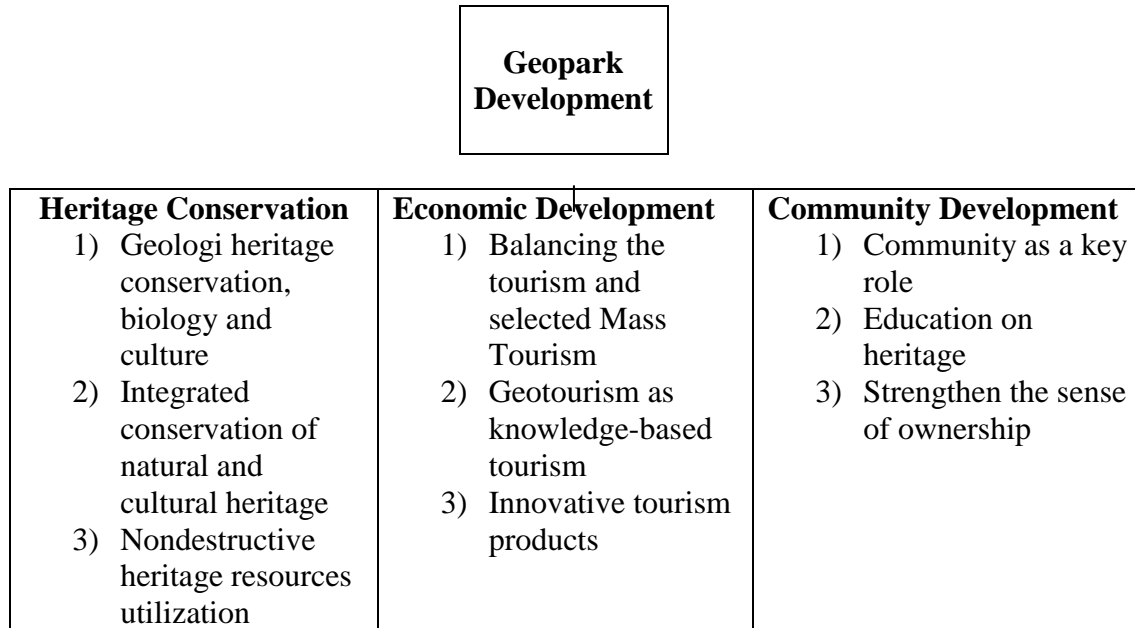 Geopark
Development
Heritage Conservation
1) Geologi heritage
conservation,
biology and
culture
2) Integrated
conservation of
natural and
cultural heritage
3) Nondestructive
heritage resources
utilization
Economic Development
1) Balancing the
tourism and
selected Mass
Tourism
2) Geotourism as
knowledge-based
tourism
3) Innovative tourism
products
Community Development
1) Community as a key
role
2) Education on
heritage
3) Strengthen the sense
of ownership